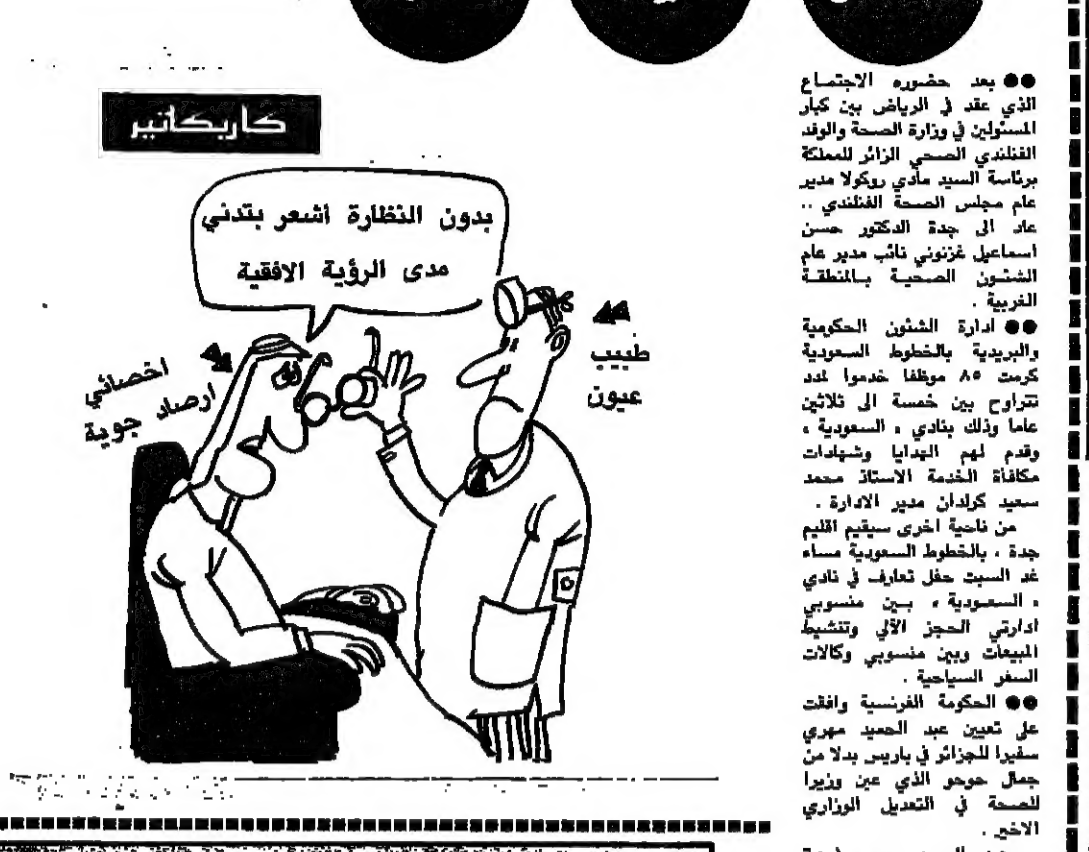 ●● بعد حضوره الاجتماع
الذي عقد في الرياض بين كبار
المسئولين في وزارة الصحة والوفد
الفنلندي الصحي الزائر للمملكة
برئاسة السيد مأدي روكولا مدير
عام مجلس الصحة الفنلندي ..
عاد الى جدة الدكتور حسن
اسماعيل غزنوني نائب مدير عام
الشئون الصحية بالمنطقة
الغربية .
●● ادارة الشئون الحكومية
والبريدية بالخطوط السعودية
كرمت ٨٥ موظفا خدموا لمدد
تتراوح بين خمسة الى ثلاثين
عاما وذلك بنادي « السعودية »
وقدم لهم الهدايا وشهادات
مكافأة الخدمة الاستاذ محمد
سعيد كرلدان مدير الادارة .
من ناحية اخرى سيقيم اقليم
جدة ، بالخطوط السعودية مساء
غد السبت حفل تعارف في نادي
« السعودية » بين منسوبي
ادارتي الحجز الآلي وتنشيط
المبيعات وبين منسوبي وكالات
السفر السياحية .
●● الحكومة الفرنسية وافقت
على تعيين عبد الحميد مهري
سفيرا للجزائر في باريس بدلا من
جمال حوحو الذي عين وزيرا
للصحة في التعديل الوزاري
الاخير .
كاريكاتير
بدون النظارة أشعر بتدني
مدى الرؤية الافقية
طبيب
عيون
اخصائي
ارصاد جوية